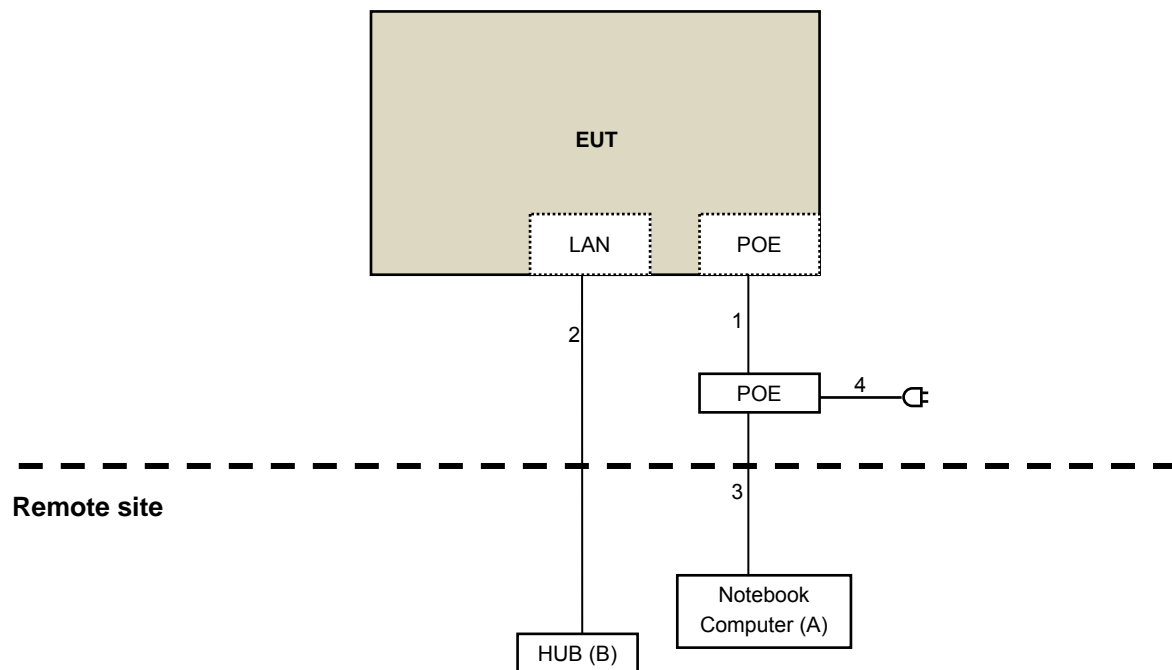 EUT
LAN
POE
2
1
POE
4
3
Remote site
Notebook
Computer (A)
HUB (B)